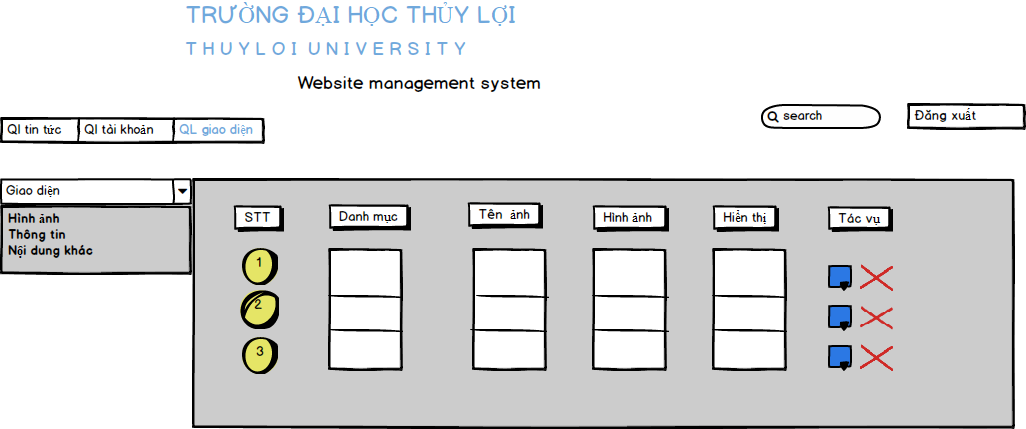 TRƯỜNG ĐẠI HỌC THỦY LỢI
THUYLOI UNIVERSITY
Website management system
Ql tin tức Ql tài khoản QL giao diện
search
Đăng xuất
Giao diện
Hình ảnh
Thông tin
Nội dung khác
STT Danh mục Tên ảnh Hình ảnh Hiển thị Tác vụ
1
2
3